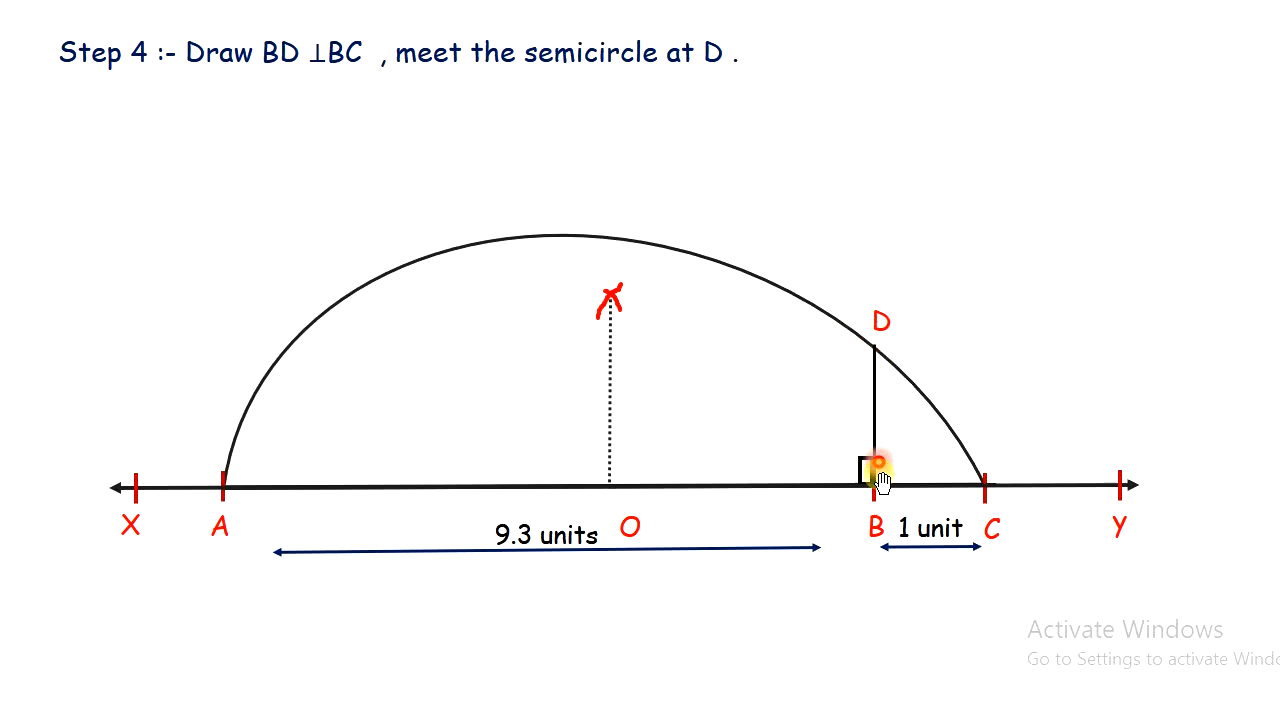 Step 4 :- Draw BD ⊥BC , meet the semicircle at D .
D
X A 9.3 units O B 1 unit C Y
Activate Windows
Go to Settings to activate Windo